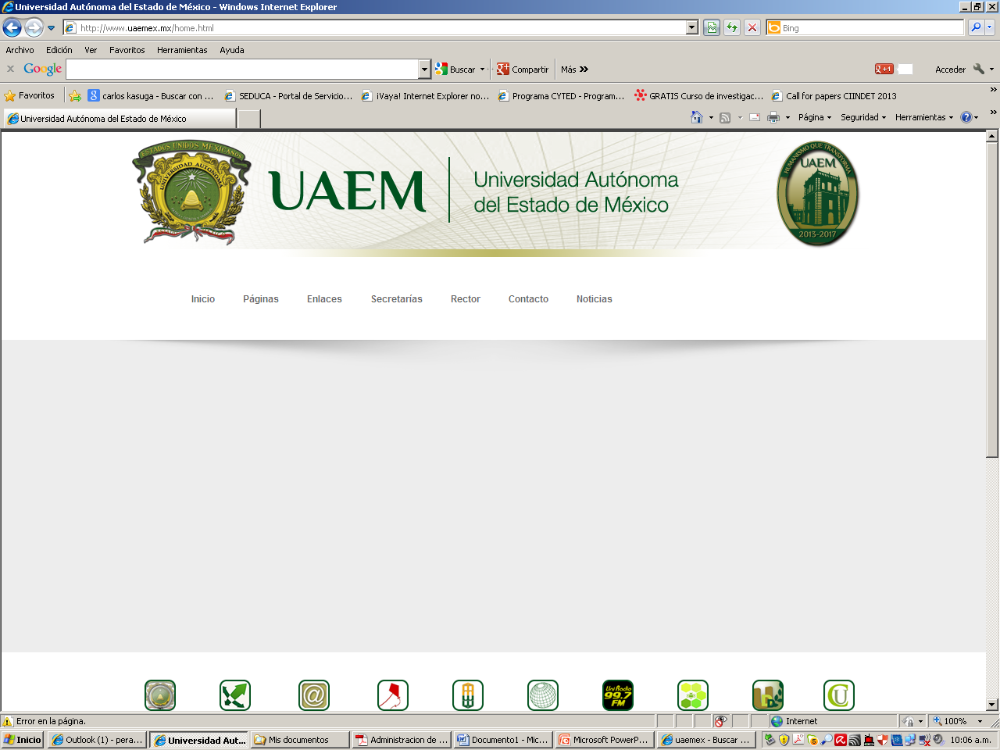 Universidad Autónoma del Estado de México - Windows Internet Explorer
http://www.uaemex.mx/home.html
Bing
Archivo Edición Ver Favoritos Herramientas Ayuda
x Google Buscar Compartir Más Acceder
Favoritos carlos kasuga - Buscar con ... SEDUCA - Portal de Servicio... ¡Vaya! Internet Explorer no... Programa CYTED - Program... GRATIS Curso de investigac... Call for papers CIINDET 2013
Universidad Autónoma del Estado de México Página Seguridad Herramientas
ESTADOS UNIDOS MEXICANOS
UNIVERSIDAD AUTONOMA
UAEM
Universidad Autónoma
del Estado de México
HUMANISMO QUE TRANSFORMA
UAEM
2013-2017
Inicio Páginas Enlaces Secretarías Rector Contacto Noticias
Uni Radio
99.7
FM
Error en la página. Internet 100%
Inicio Outlook (1) - pera... Universidad Aut... Mis documentos Administracion de ... Documento1 - Mic... Microsoft PowerP... uaemex - Buscar ... 10:06 a.m.